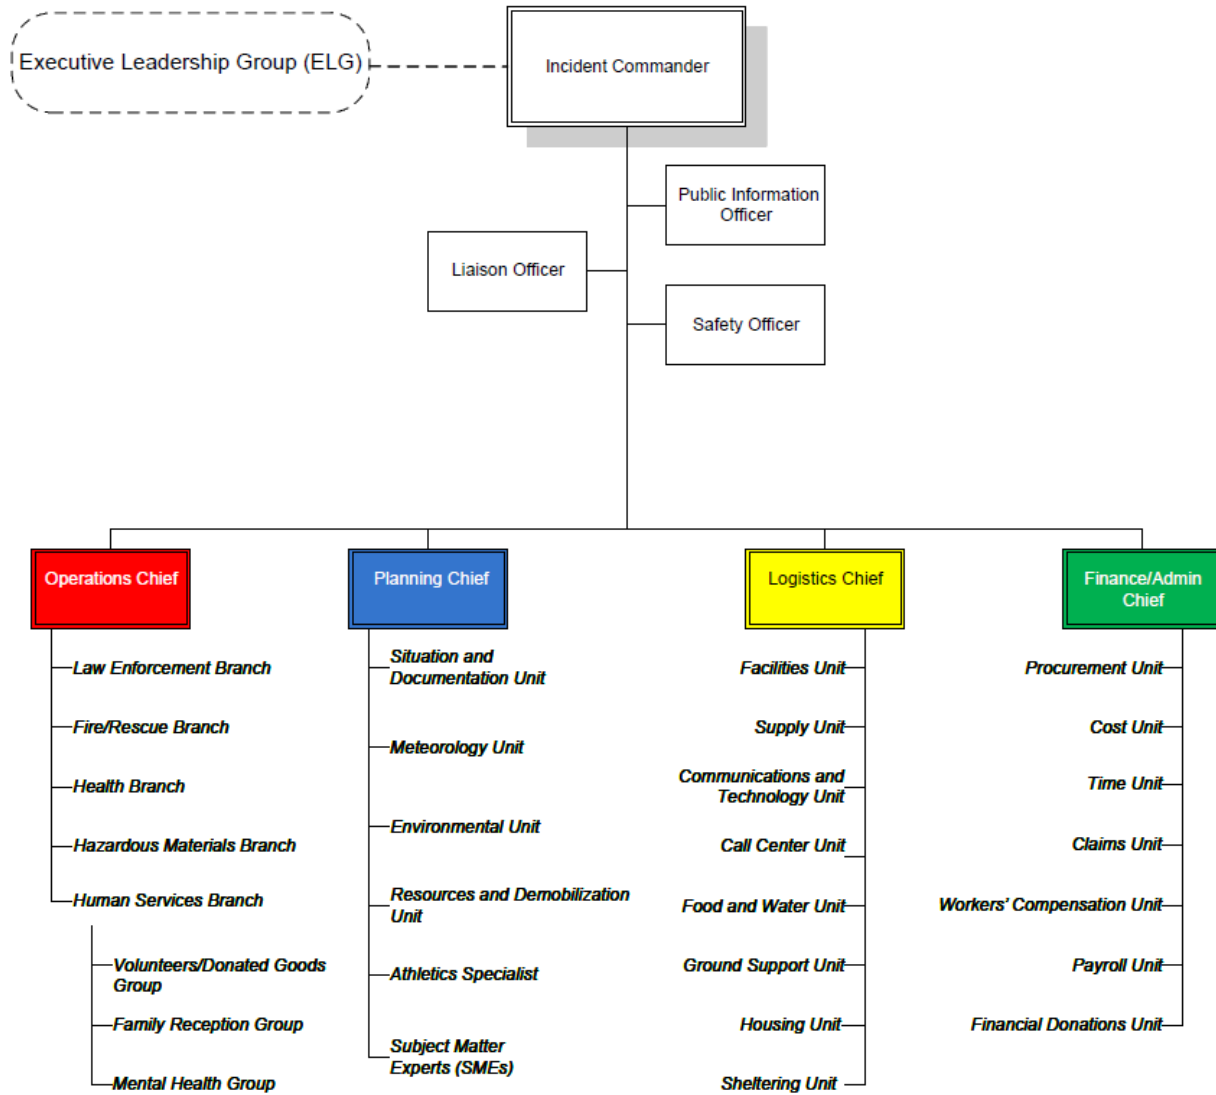 Executive Leadership Group (ELG)
Incident Commander
Public Information
Officer
Liaison Officer
Safety Officer
Operations Chief
Law Enforcement Branch
Fire/Rescue Branch
Health Branch
Hazardous Materials Branch
Human Services Branch
Volunteers/Donated Goods
Group
Family Reception Group
Mental Health Group
Planning Chief
Situation and
Documentation Unit
Meteorology Unit
Environmental Unit
Resources and Demobilization
Unit
Athletics Specialist
Subject Matter
Experts (SMEs)
Logistics Chief
Facilities Unit
Supply Unit
Communications and
Technology Unit
Call Center Unit
Food and Water Unit
Ground Support Unit
Housing Unit
Sheltering Unit
Finance/Admin
Chief
Procurement Unit
Cost Unit
Time Unit
Claims Unit
Workers' Compensation Unit
Payroll Unit
Financial Donations Unit